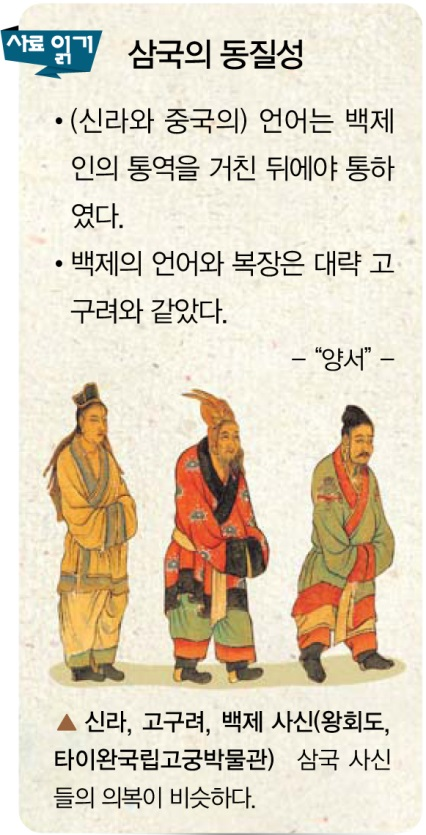 사료 읽기
삼국의 동질성
• (신라와 중국의) 언어는 백제
인의 통역을 거친 뒤에야 통하
였다.
• 백제의 언어와 복장은 대략 고
구려와 같았다.
– “양서” –
▲ 신라, 고구려, 백제 사신(왕회도,
타이완국립고궁박물관) 삼국 사신
들의 의복이 비슷하다.